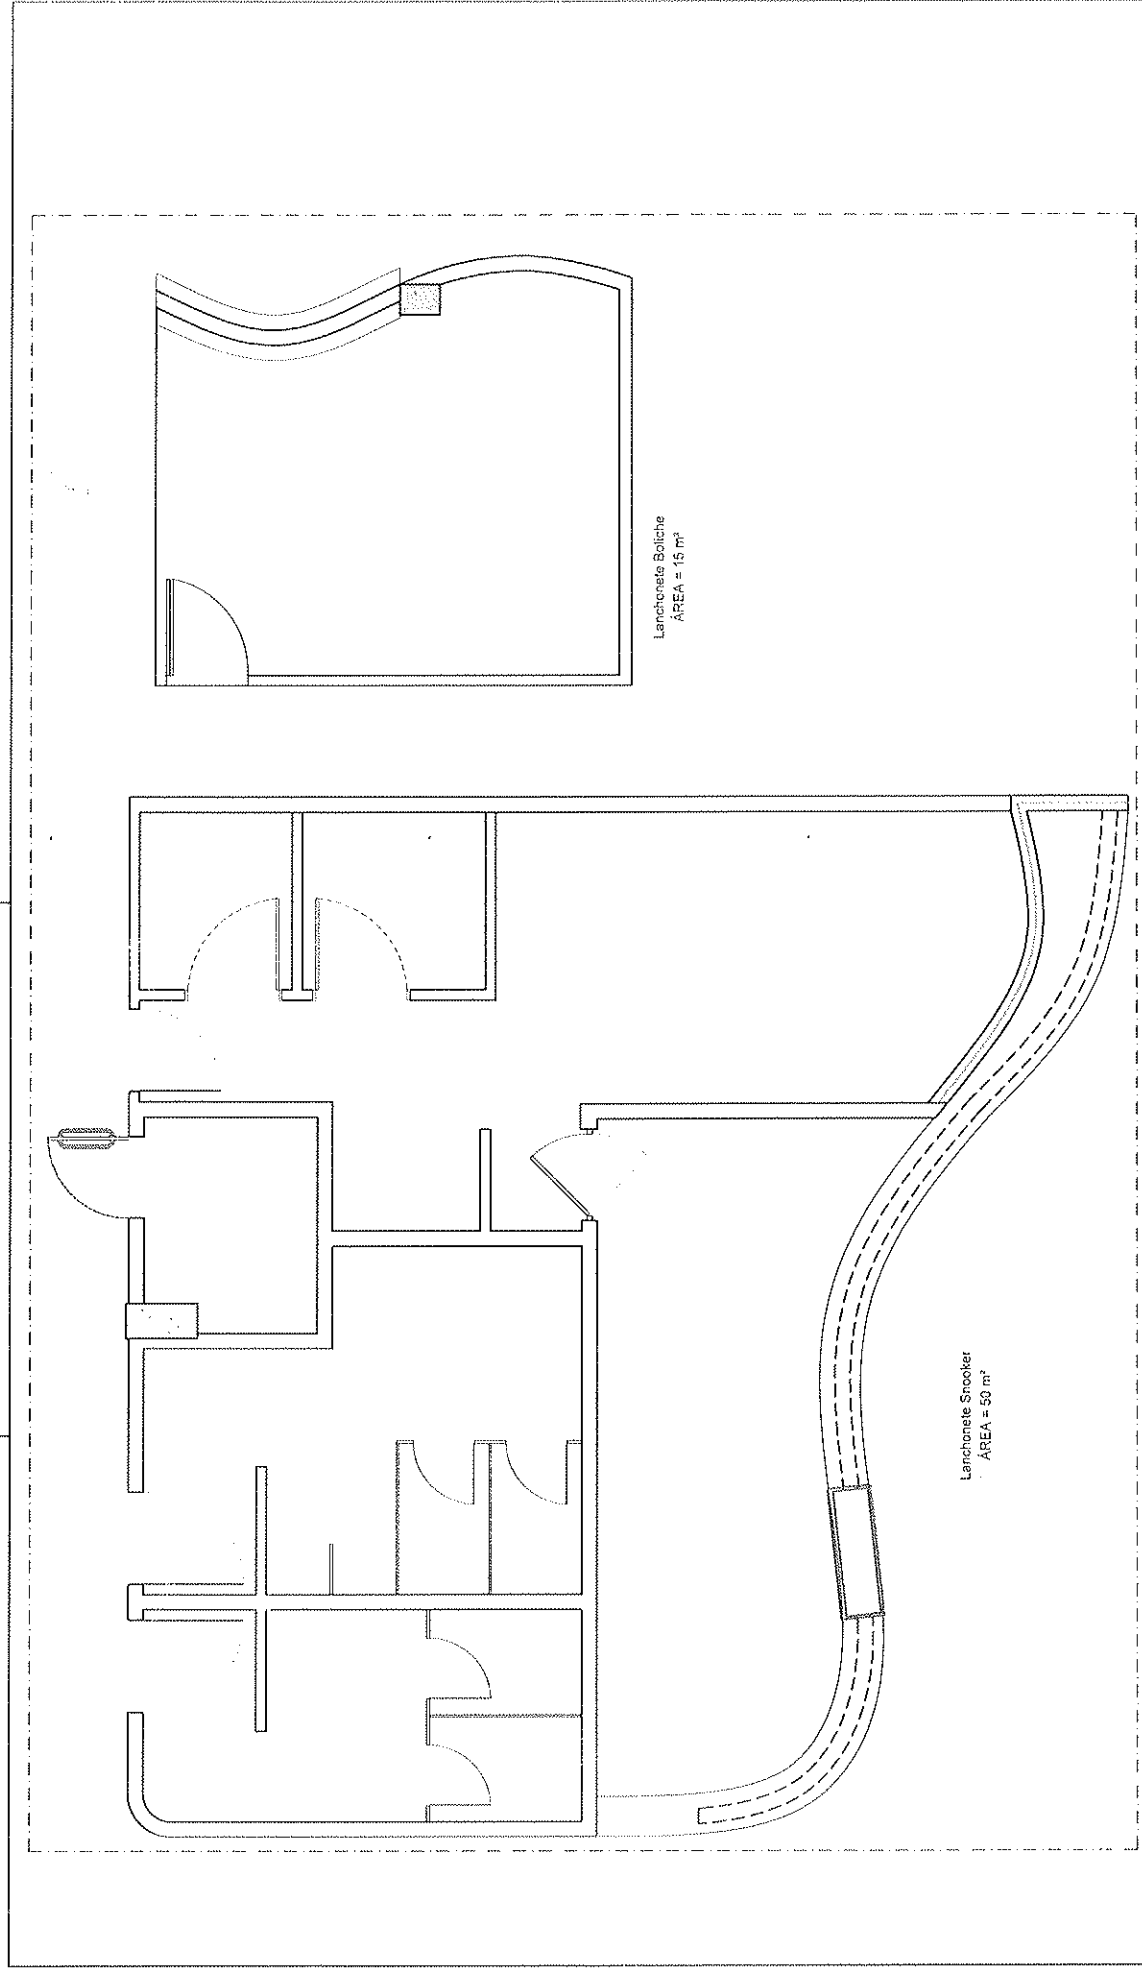 Lanchonete Boliche
ÁREA = 15 m²
Lanchonete Snooker
ÁREA = 50 m²